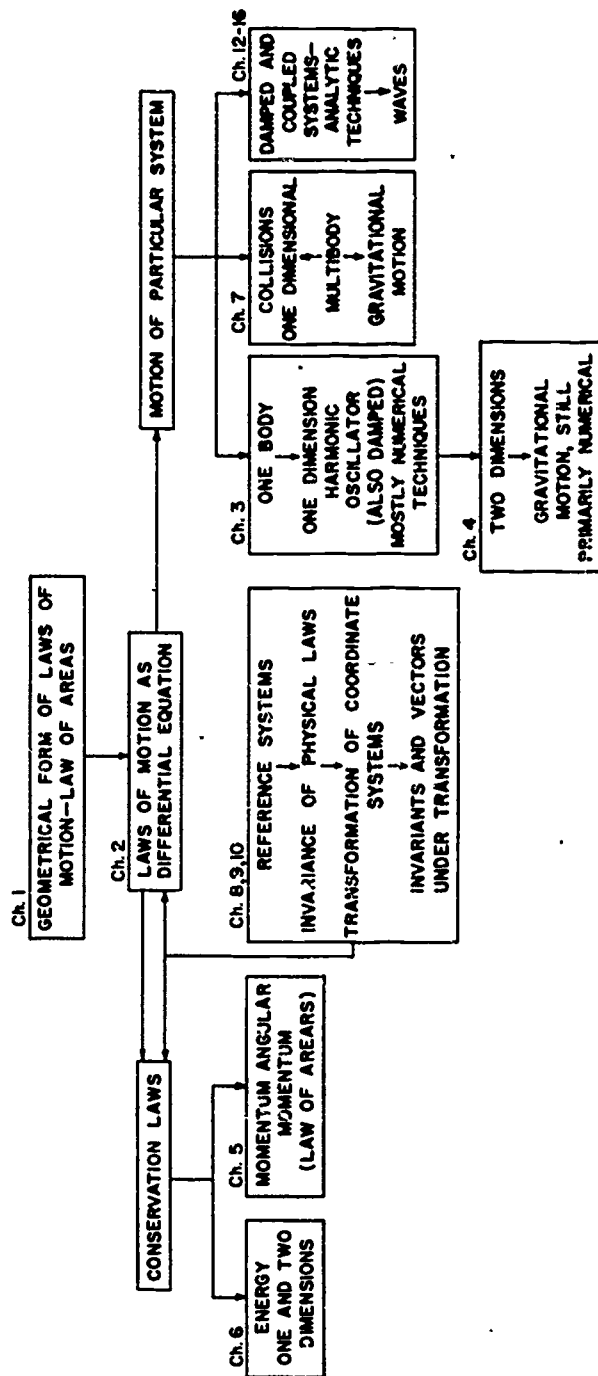 Ch. 1
GEOMETRICAL FORM OF LAWS OF
MOTION—LAW OF AREAS
Ch. 2
LAWS OF MOTION AS
DIFFERENTIAL EQUATION
CONSERVATION LAWS
MOTION OF PARTICULAR SYSTEM
Ch. 6
ENERGY
ONE AND TWO
DIMENSIONS
Ch. 5
MOMENTUM ANGULAR
MOMENTUM
(LAW OF AREARS)
Ch. 8,9,10
REFERENCE SYSTEMS
INVARIANCE OF PHYSICAL LAWS
TRANSFORMATION OF COORDINATE
SYSTEMS
INVARIANTS AND VECTORS
UNDER TRANSFORMATION
Ch. 3
ONE BODY
ONE DIMENSION
HARMONIC
OSCILLATOR
(ALSO DAMPED)
MOSTLY NUMERICAL
TECHNIQUES
Ch. 4
TWO DIMENSIONS
GRAVITATIONAL
MOTION, STILL
PRIMARILY NUMERICAL
Ch. 7
COLLISIONS
ONE DIMENSIONAL
MULTIBODY
GRAVITATIONAL
MOTION
Ch. 12-16
DAMPED AND
COUPLED
SYSTEMS—
ANALYTIC
TECHNIQUES
WAVES